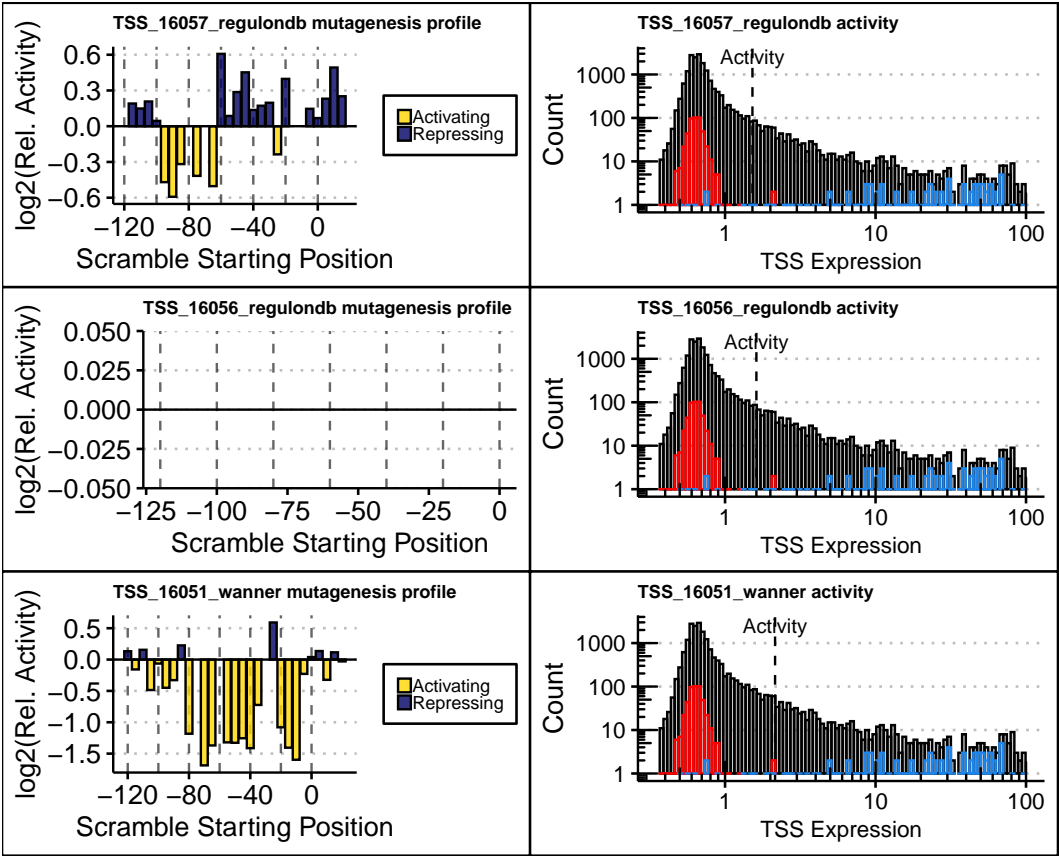 TSS_16057_regulondb mutagenesis profile
log2(Rel. Activity)
0.6
0.3
0.0
−0.3
−0.6
−120 −80 −40 0
Scramble Starting Position
Activating
Repressing
TSS_16057_regulondb activity
Activity
Count
1000
100
10
1
1 10 100
TSS Expression
TSS_16056_regulondb mutagenesis profile
log2(Rel. Activity)
0.050
0.025
0.000
−0.025
−0.050
−125 −100 −75 −50 −25 0
Scramble Starting Position
TSS_16056_regulondb activity
Activity
Count
1000
100
10
1
1 10 100
TSS Expression
TSS_16051_wanner mutagenesis profile
log2(Rel. Activity)
0.5
0.0
−0.5
−1.0
−1.5
−120 −80 −40 0
Scramble Starting Position
Activating
Repressing
TSS_16051_wanner activity
Activity
Count
1000
100
10
1
1 10 100
TSS Expression